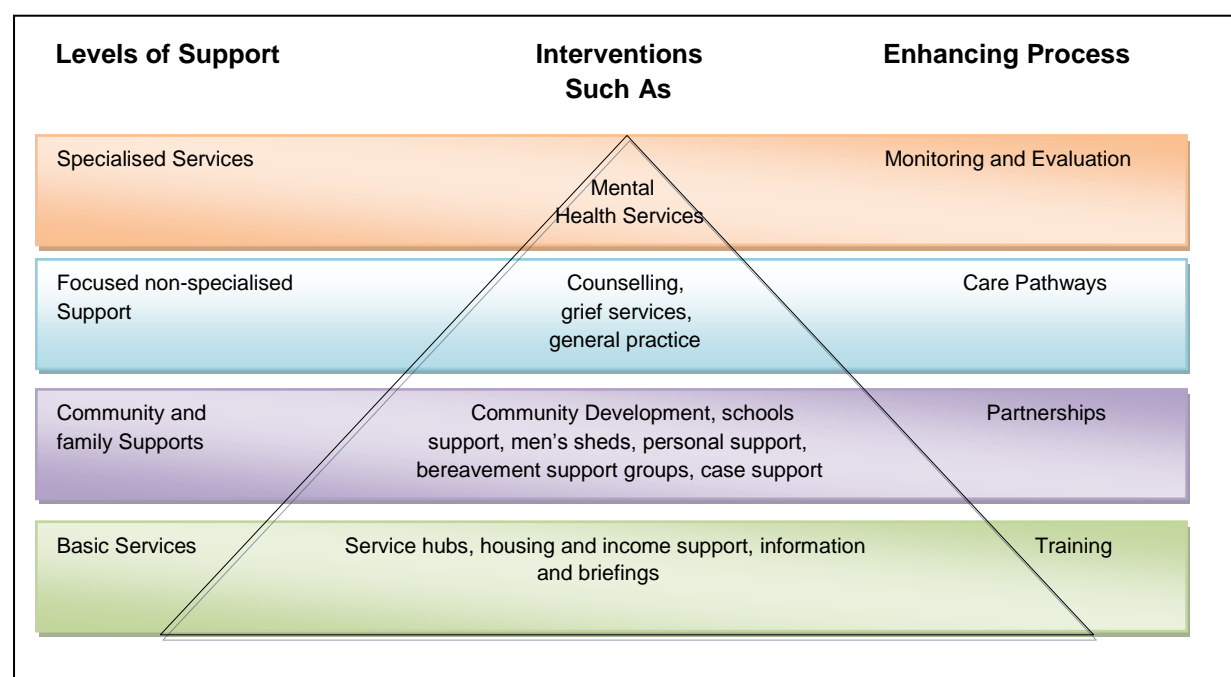 Levels of Support
Interventions
Such As
Enhancing Process
Specialised Services
Mental
Health Services
Monitoring and Evaluation
Focused non-specialised
Support
Counselling,
grief services,
general practice
Care Pathways
Community and
family Supports
Community Development, schools
support, men’s sheds, personal support,
bereavement support groups, case support
Partnerships
Basic Services
Service hubs, housing and income support, information
and briefings
Training